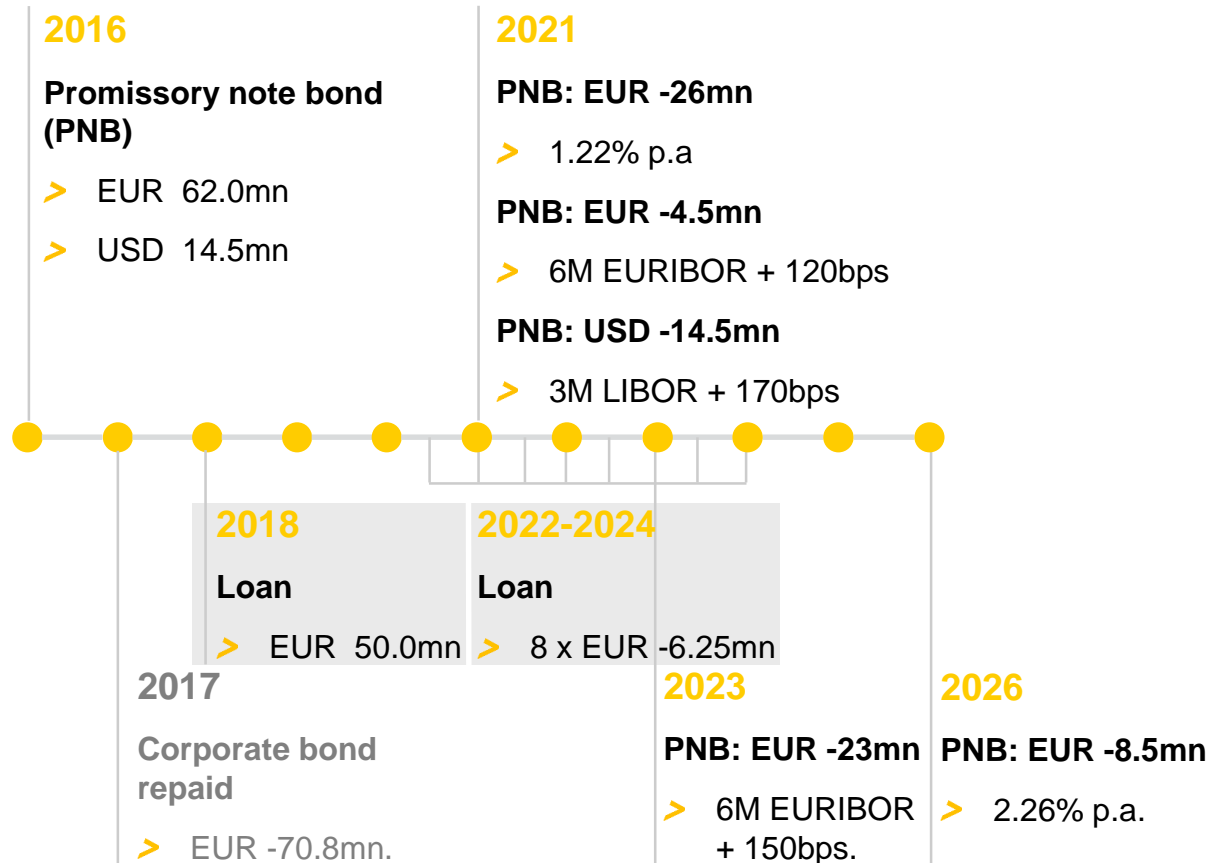 2016
Promissory note bond
(PNB)
> EUR 62.0mn
> USD 14.5mn
2021
PNB: EUR -26mn
> 1.22% p.a
PNB: EUR -4.5mn
> 6M EURIBOR + 120bps
PNB: USD -14.5mn
> 3M LIBOR + 170bps
2018
Loan
> EUR 50.0mn
2022-2024
Loan
> 8 x EUR -6.25mn
2017
Corporate bond
repaid
> EUR -70.8mn.
2023
PNB: EUR -23mn
> 6M EURIBOR
+ 150bps.
2026
PNB: EUR -8.5mn
> 2.26% p.a.